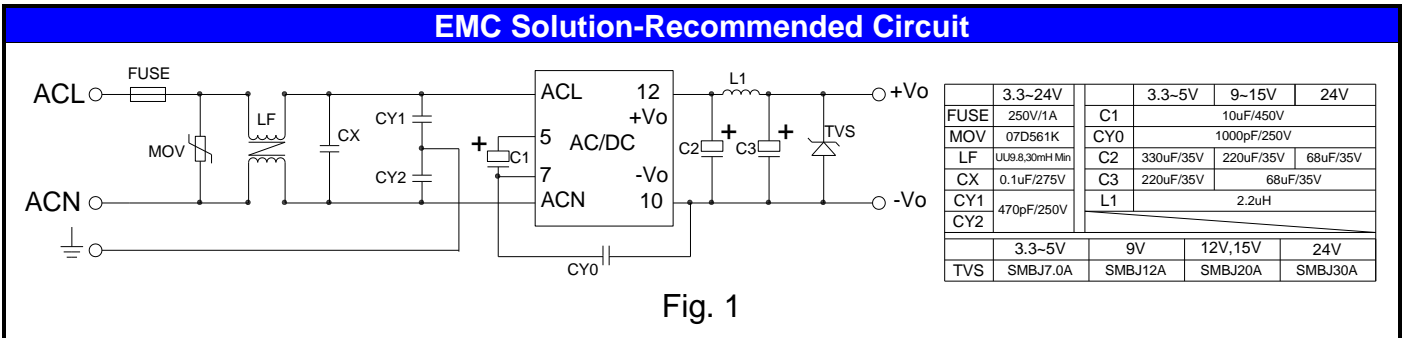 EMC Solution-Recommended Circuit
FUSE
ACL
LF
MOV
CX
CY1
CY2
ACN
+
C1
ACL 12
+Vo
5 AC/DC
7 -Vo
ACN 10
CY0
L1
+ +
C2 C3
TVS
+Vo
-Vo
3.3~24V 3.3~5V 9~15V 24V
FUSE 250V/1A C1 10uF/450V
MOV 07D561K CY0 1000pF/250V
LF UU9.8,30mH Min C2 330uF/35V 220uF/35V 68uF/35V
CX 0.1uF/275V C3 220uF/35V 68uF/35V
CY1 470pF/250V L1 2.2uH
CY2
3.3~5V 9V 12V,15V 24V
TVS SMBJ7.0A SMBJ12A SMBJ20A SMBJ30A
Fig. 1